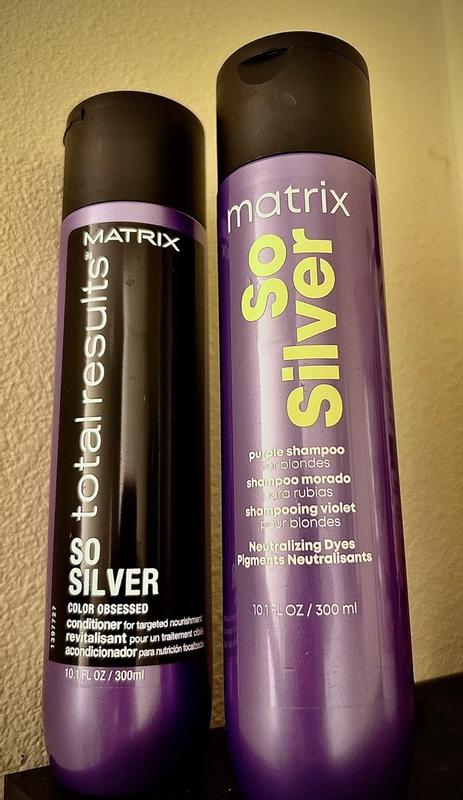 MATRIX
total results
SO
SILVER
COLOR OBSESSED
conditioner for targeted nourishment
revitalisant pour un traitement ciblé
acondicionador para nutrición focalizada
10.1 FL OZ / 300ml
1397727
matrix
so
silver
purple shampoo
for blondes
shampoo morado
para rubias
shampooing violet
pour blondes
Neutralizing Dyes
Pigments Neutralisants
10.1 FL OZ / 300 ml